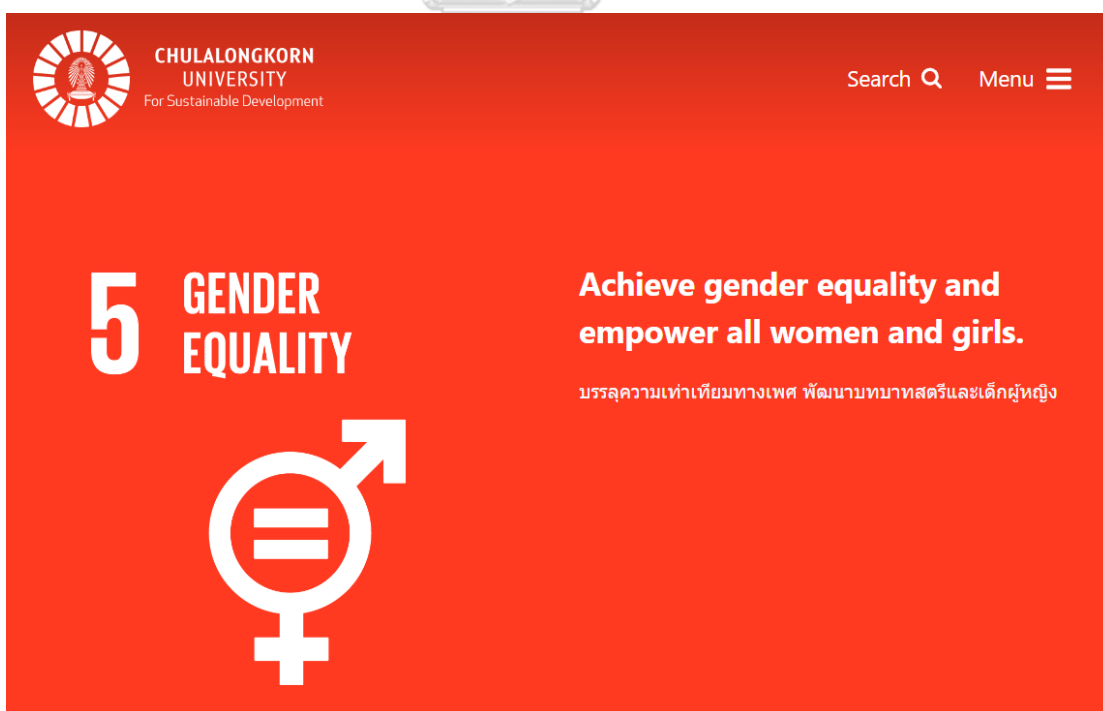 CHULALONGKORN
UNIVERSITY
For Sustainable Development
Search
Menu
5
GENDER
EQUALITY
Achieve gender equality and
empower all women and girls.
บรรลุความเท่าเทียมทางเพศ พัฒนาบทบาทสตรีและเด็กผู้หญิง